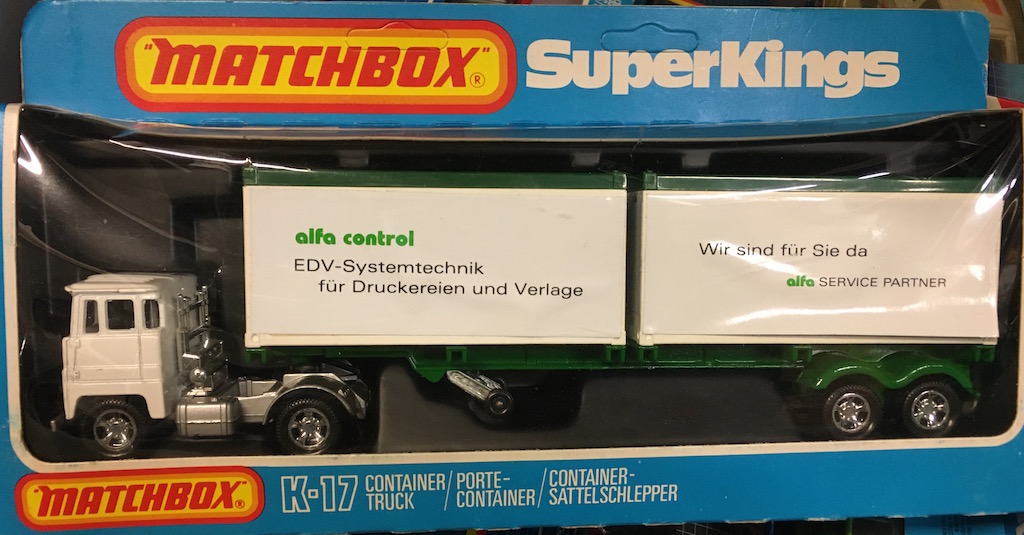 "MATCHBOX"®
SuperKings
alfa control
EDV-Systemtechnik
für Druckereien und Verlage
Wir sind für Sie da
alfa SERVICE PARTNER
"MATCHBOX"®
K-17 CONTAINER TRUCK / PORTE-CONTAINER / CONTAINER-SATTELSCHLEPPER